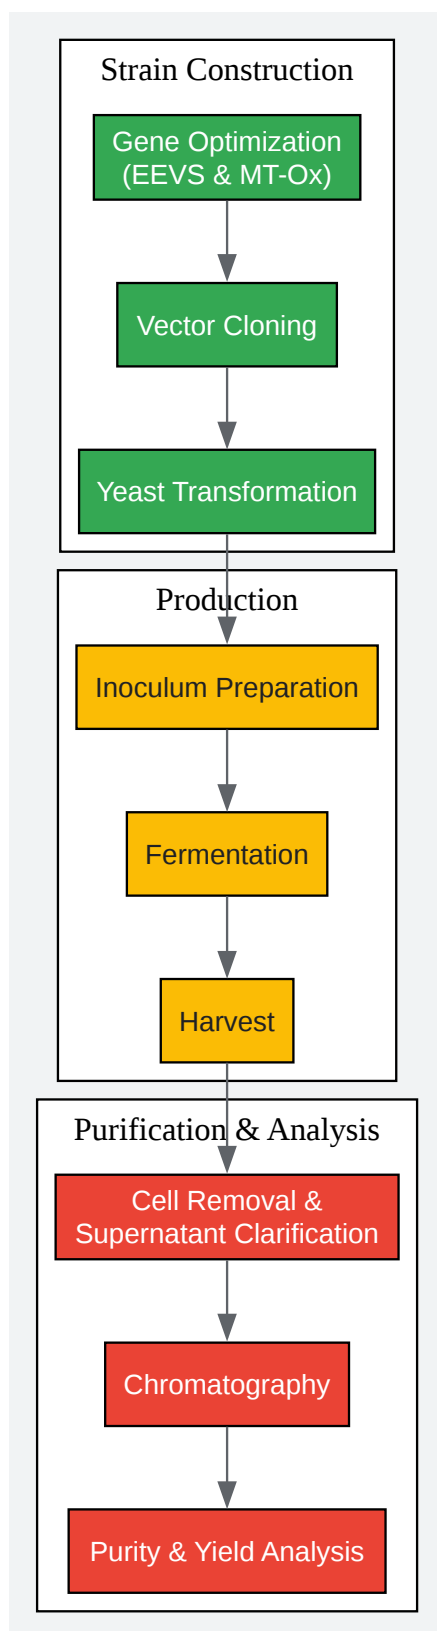 Strain Construction
Gene Optimization
(EEVS & MT-Ox)
Vector Cloning
Yeast Transformation
Production
Inoculum Preparation
Fermentation
Harvest
Purification & Analysis
Cell Removal &
Supernatant Clarification
Chromatography
Purity & Yield Analysis